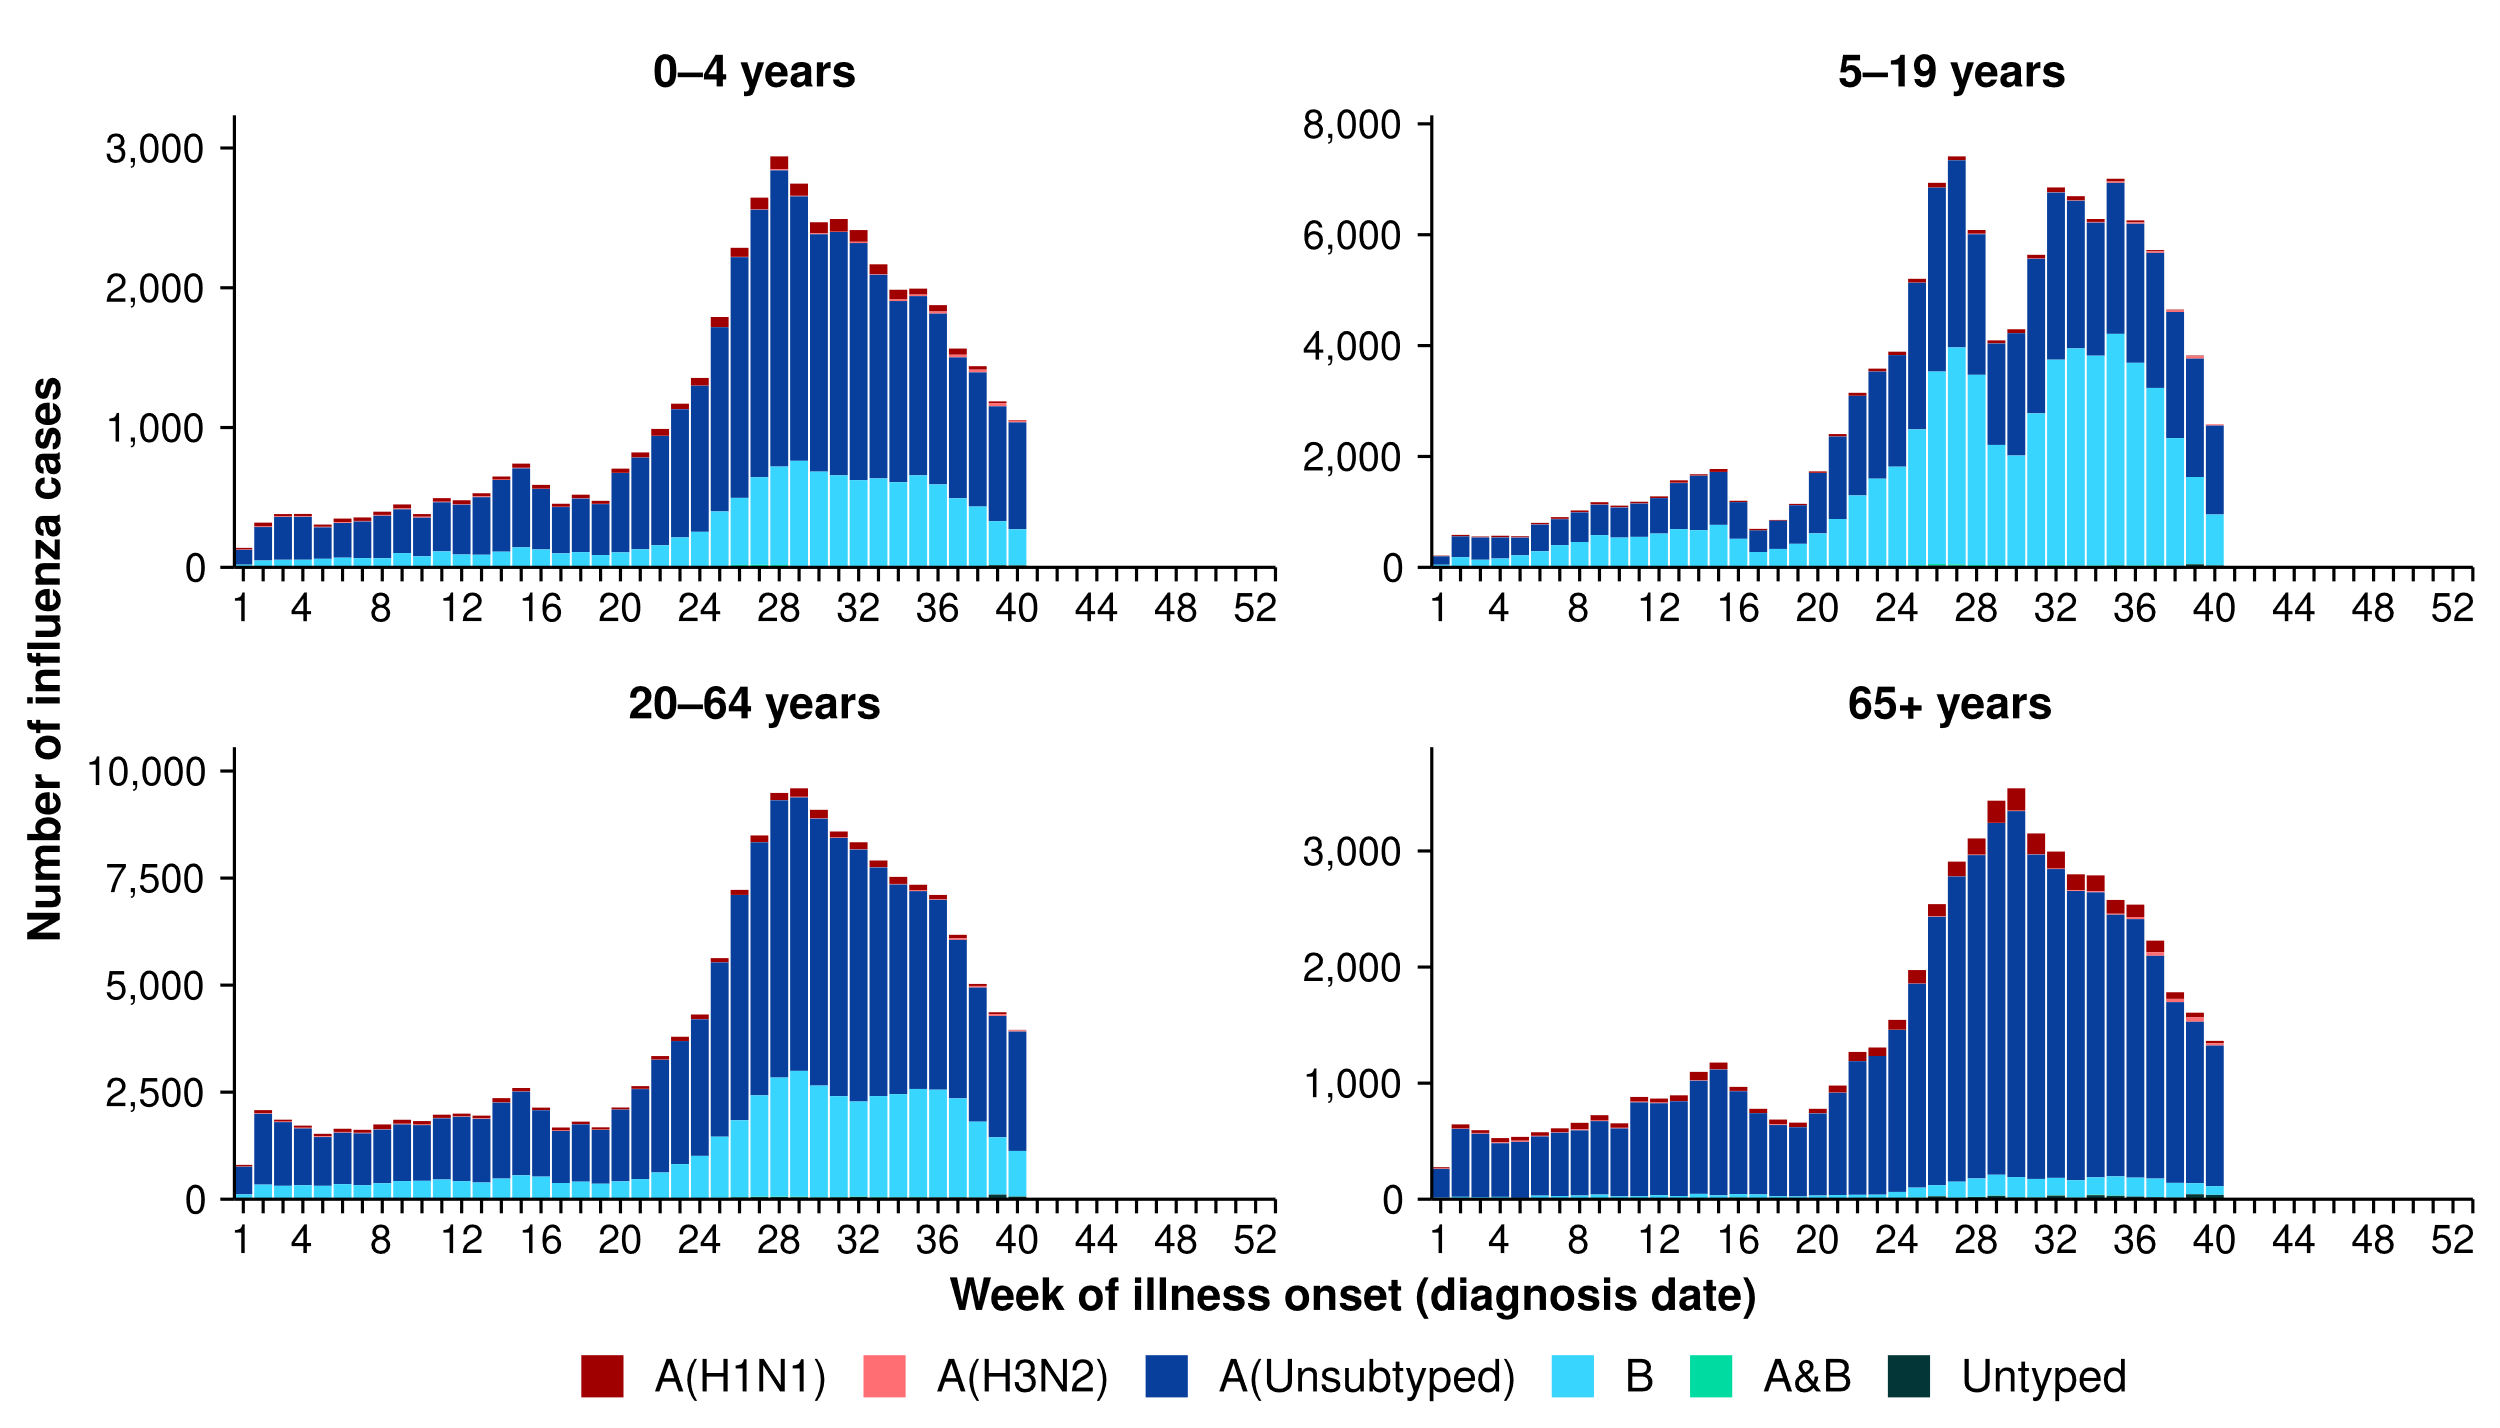 0–4 years
5–19 years
3,000
2,000
1,000
0
1 4 8 12 16 20 24 28 32 36 40 44 48 52
8,000
6,000
4,000
2,000
0
1 4 8 12 16 20 24 28 32 36 40 44 48 52
Number of influenza cases
20–64 years
65+ years
10,000
7,500
5,000
2,500
0
1 4 8 12 16 20 24 28 32 36 40 44 48 52
3,000
2,000
1,000
0
1 4 8 12 16 20 24 28 32 36 40 44 48 52
Week of illness onset (diagnosis date)
A(H1N1) A(H3N2) A(Unsubtyped) B A&B Untyped